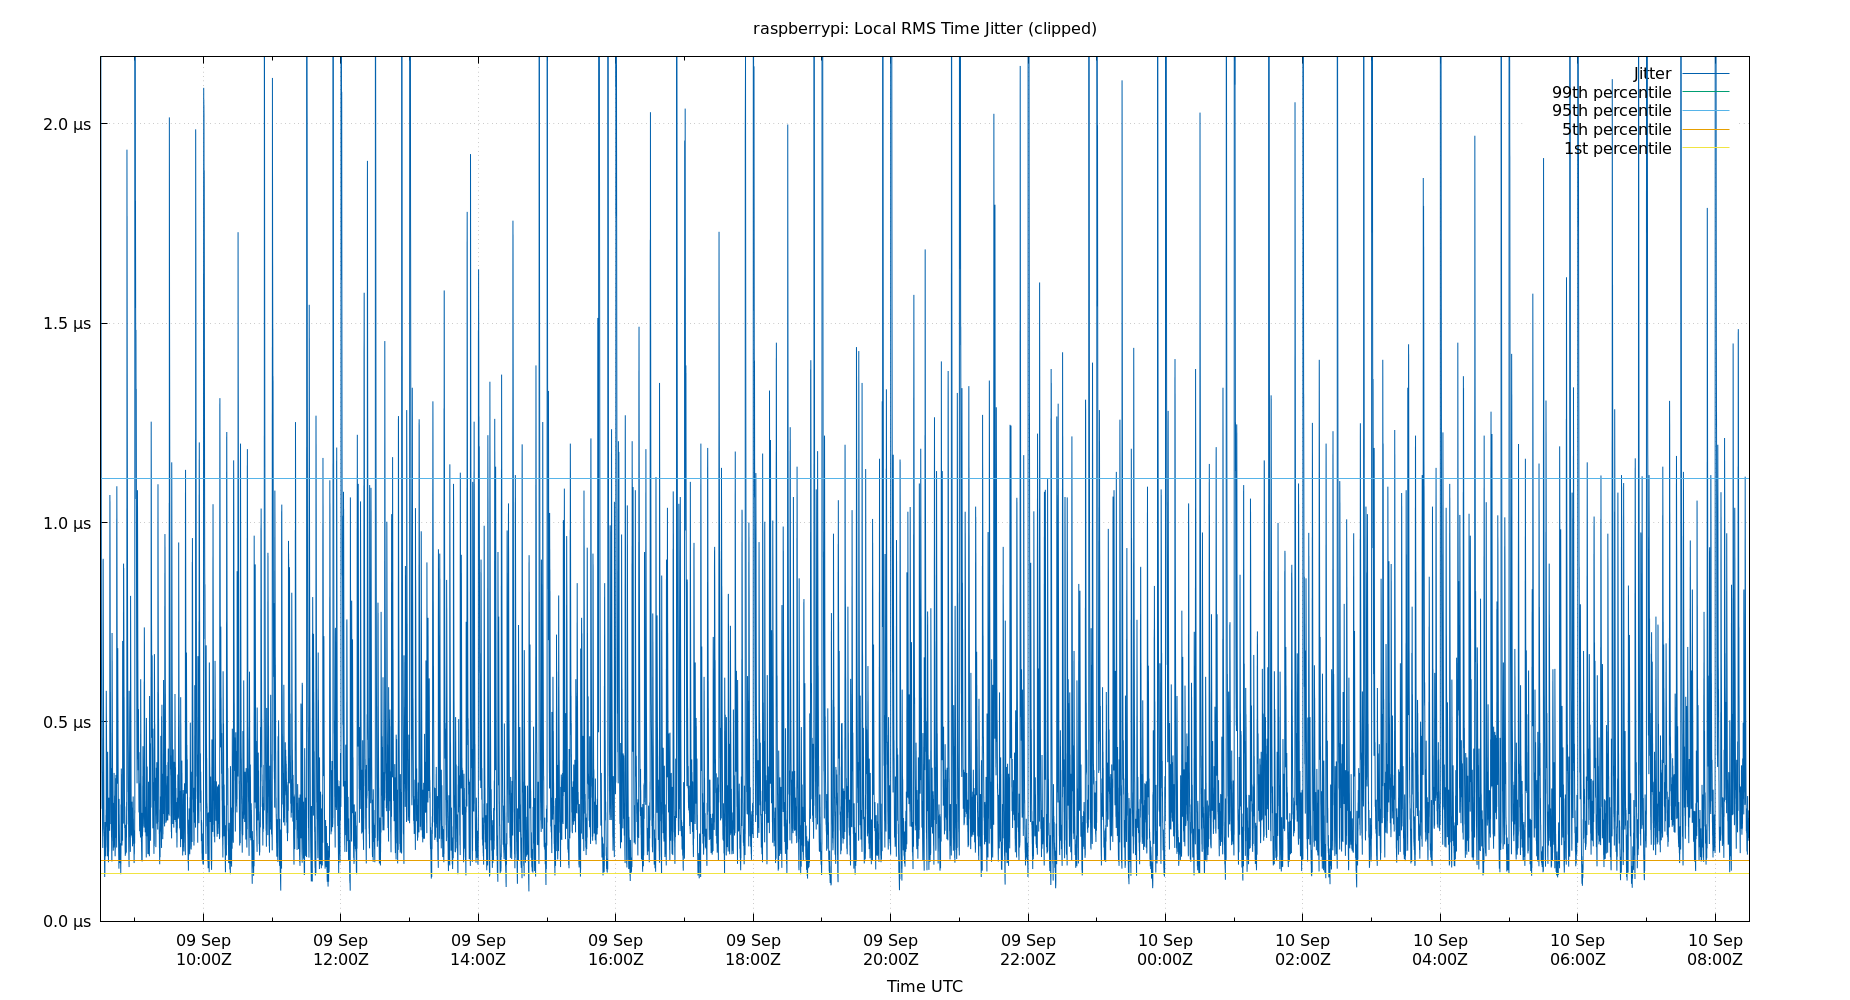 raspberrypi: Local RMS Time Jitter (clipped)
Jitter
99th percentile
95th percentile
5th percentile
1st percentile
2.0 µs
1.5 µs
1.0 µs
0.5 µs
0.0 µs
09 Sep 09 Sep 09 Sep 09 Sep 09 Sep 09 Sep 09 Sep 10 Sep 10 Sep 10 Sep 10 Sep 10 Sep
10:00Z 12:00Z 14:00Z 16:00Z 18:00Z 20:00Z 22:00Z 00:00Z 02:00Z 04:00Z 06:00Z 08:00Z
Time UTC